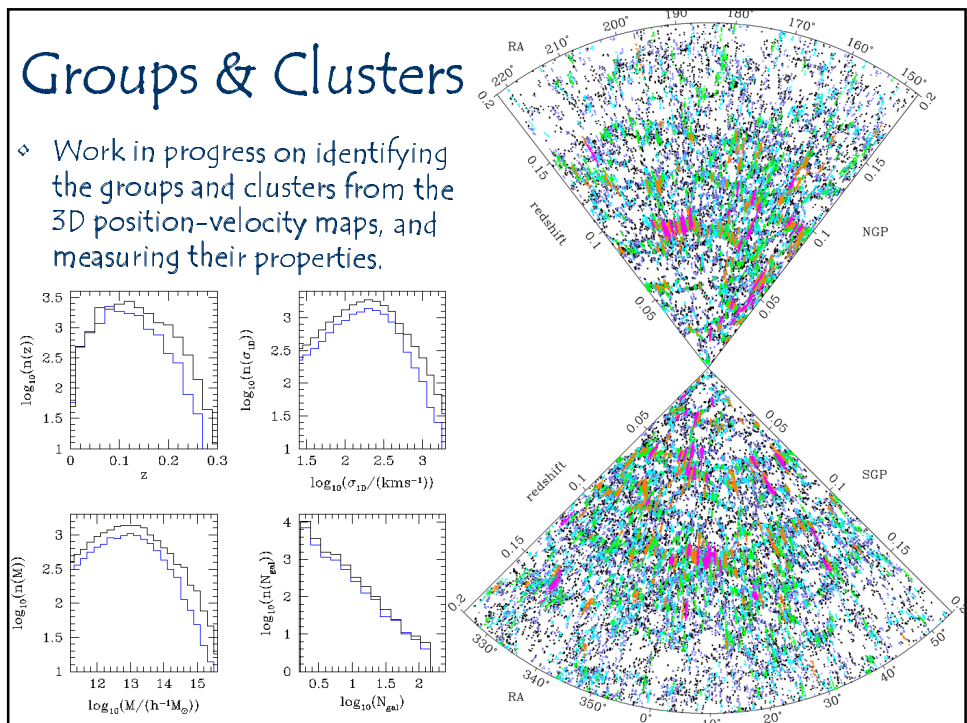 Groups & Clusters
◇ Work in progress on identifying
the groups and clusters from the
3D position-velocity maps, and
measuring their properties.
log₁₀(n(z))
3.5
3
2.5
2
1.5
1
0 0.1 0.2 0.3
z
log₁₀(n(σ₁D))
3
2.5
2
1.5
1
1.5 2 2.5 3
log₁₀(σ₁D/(kms⁻¹))
log₁₀(n(M))
3
2.5
2
1.5
1
12 13 14 15
log₁₀(M/(h⁻¹M☉))
log₁₀(n(N_gal))
4
3
2
1
0
0.5 1 1.5 2
log₁₀(N_gal)
RA
220° 210° 200° 190° 180° 170° 160° 150°
0.2 0.2
0.15 0.15
redshift
NGP
0.1 0.1
0.05 0.05
0.05 0.05
redshift
SGP
0.1 0.1
0.15 0.15
0.2 0.2
330° 340° 0° 10° 20° 30° 40° 50°
RA